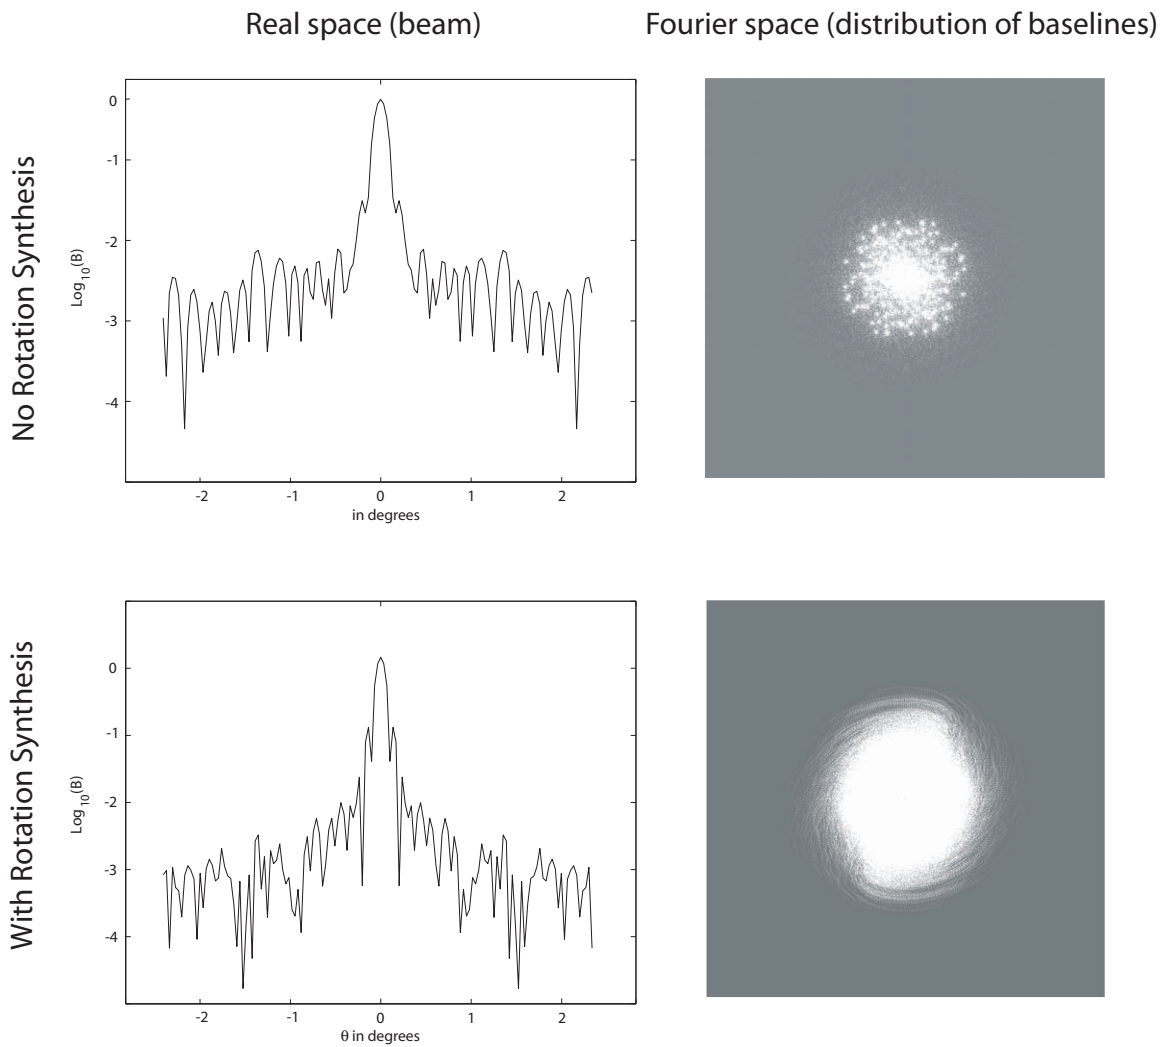 Real space (beam)
Fourier space (distribution of baselines)
No Rotation Synthesis
Log10(B)
0
-1
-2
-3
-4
-2
-1
0
1
2
in degrees
With Rotation Synthesis
Log10(B)
0
-1
-2
-3
-4
-2
-1
0
1
2
θ in degrees